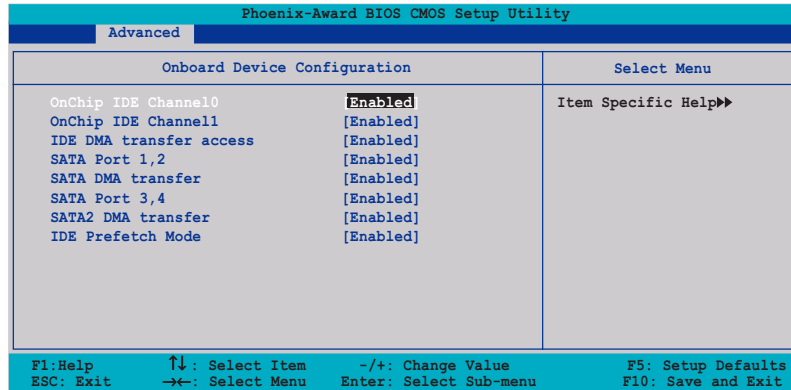 Phoenix-Award BIOS CMOS Setup Utility
Advanced
Onboard Device Configuration
Select Menu
OnChip IDE Channel0 [Enabled]
OnChip IDE Channel1 [Enabled]
IDE DMA transfer access [Enabled]
SATA Port 1,2 [Enabled]
SATA DMA transfer [Enabled]
SATA Port 3,4 [Enabled]
SATA2 DMA transfer [Enabled]
IDE Prefetch Mode [Enabled]
Item Specific Help▶▶
F1:Help ↑↓: Select Item -/+: Change Value F5: Setup Defaults
ESC: Exit →←: Select Menu Enter: Select Sub-menu F10: Save and Exit